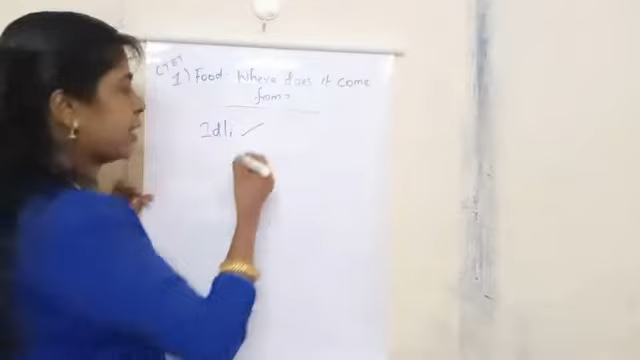 CTET
1) Food - Where does it come
from?
Idli ✓